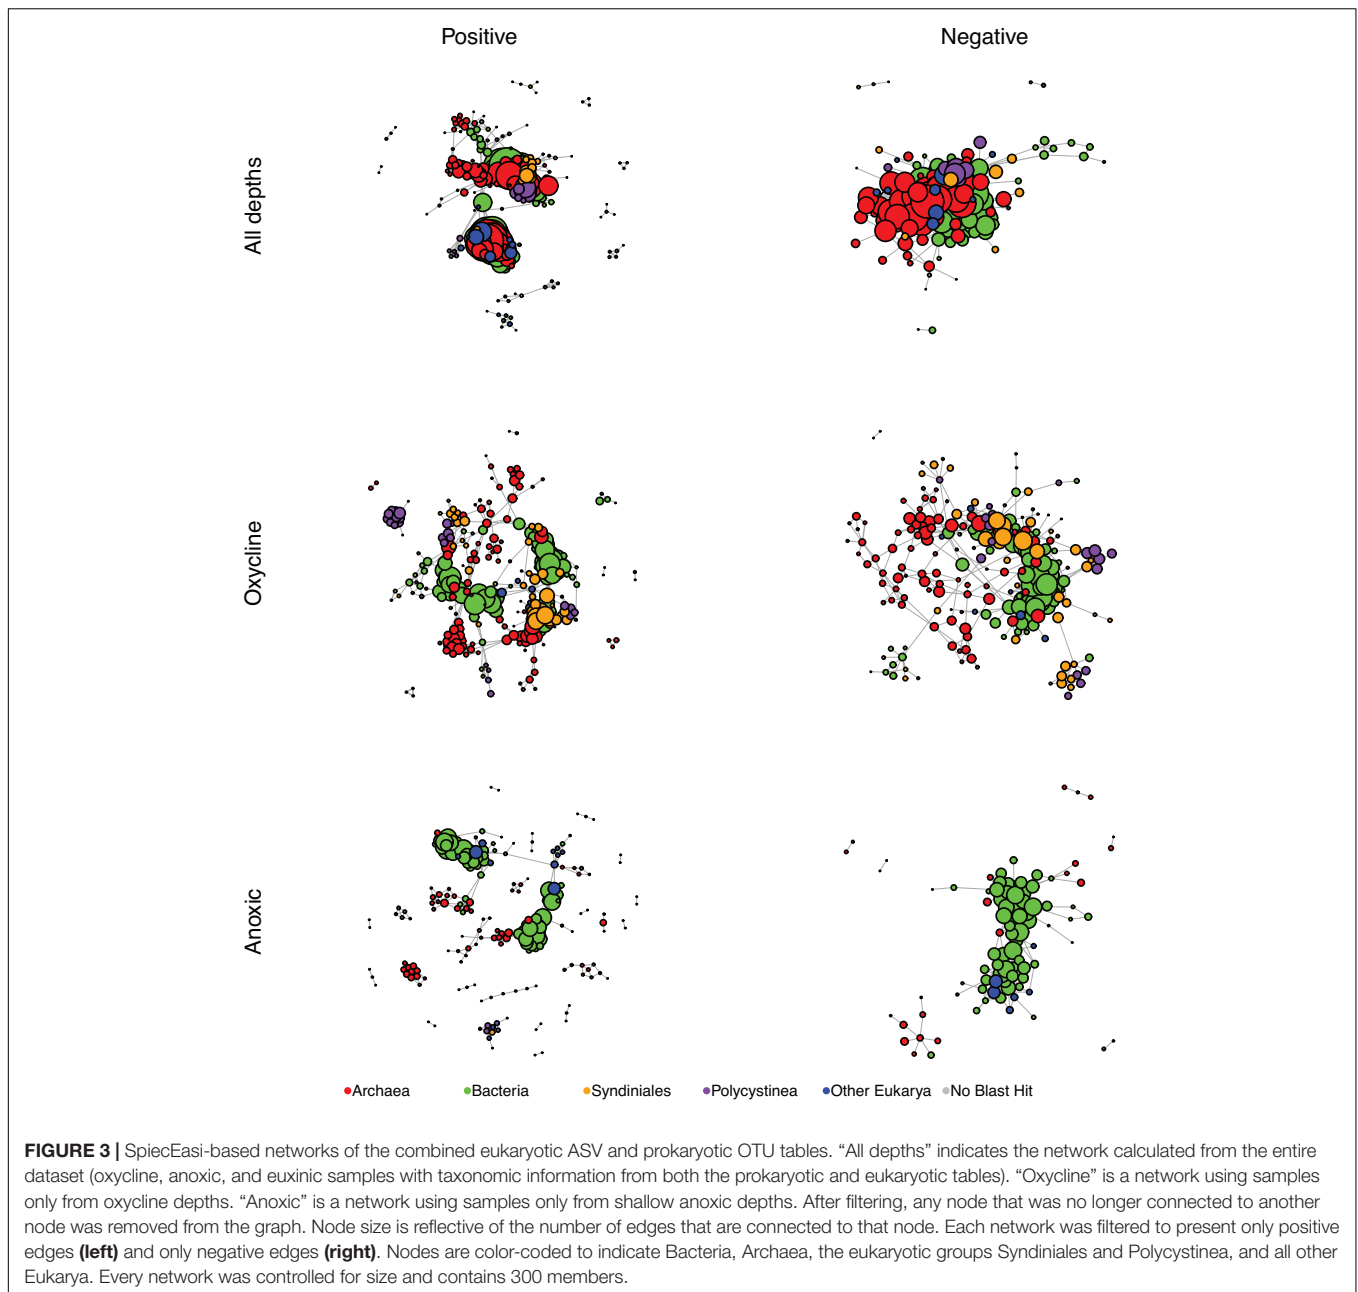 Positive
Negative
All depths
Oxycline
Anoxic
Archaea
Bacteria
Syndiniales
Polycystinea
Other Eukarya
No Blast Hit
FIGURE 3 | SpiecEasi-based networks of the combined eukaryotic ASV and prokaryotic OTU tables. “All depths” indicates the network calculated from the entire
dataset (oxycline, anoxic, and euxinic samples with taxonomic information from both the prokaryotic and eukaryotic tables). “Oxycline” is a network using samples
only from oxycline depths. “Anoxic” is a network using samples only from shallow anoxic depths. After filtering, any node that was no longer connected to another
node was removed from the graph. Node size is reflective of the number of edges that are connected to that node. Each network was filtered to present only positive
edges (left) and only negative edges (right). Nodes are color-coded to indicate Bacteria, Archaea, the eukaryotic groups Syndiniales and Polycystinea, and all other
Eukarya. Every network was controlled for size and contains 300 members.